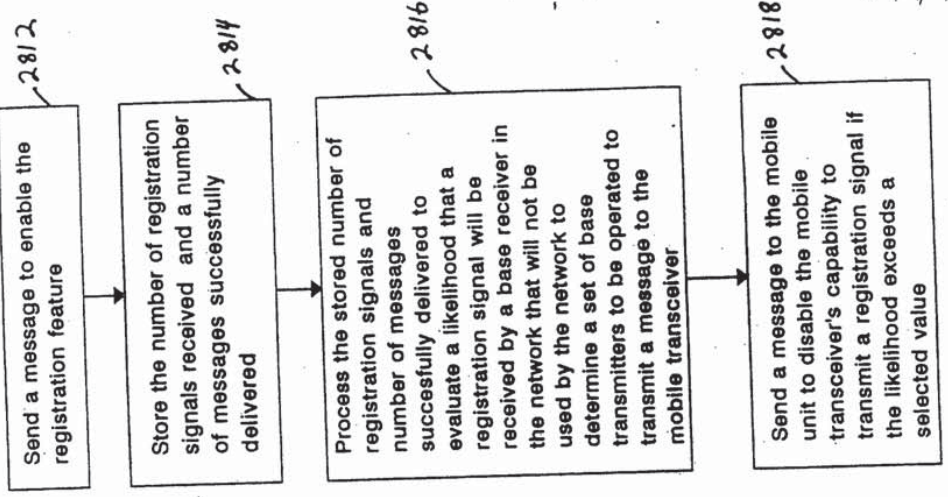 Send a message to enable the
registration feature
2812
Store the number of registration
signals received and a number
of messages successfully
delivered
2814
Process the stored number of
registration signals and
number of messages
successfully delivered to
evaluate a likelihood that a
registration signal will be
received by a base receiver in
the network that will not be
used by the network to
determine a set of base
transmitters to be operated to
transmit a message to the
mobile transceiver
2816
Send a message to the mobile
unit to disable the mobile
transceiver's capability to
transmit a registration signal if
the likelihood exceeds a
selected value
2818